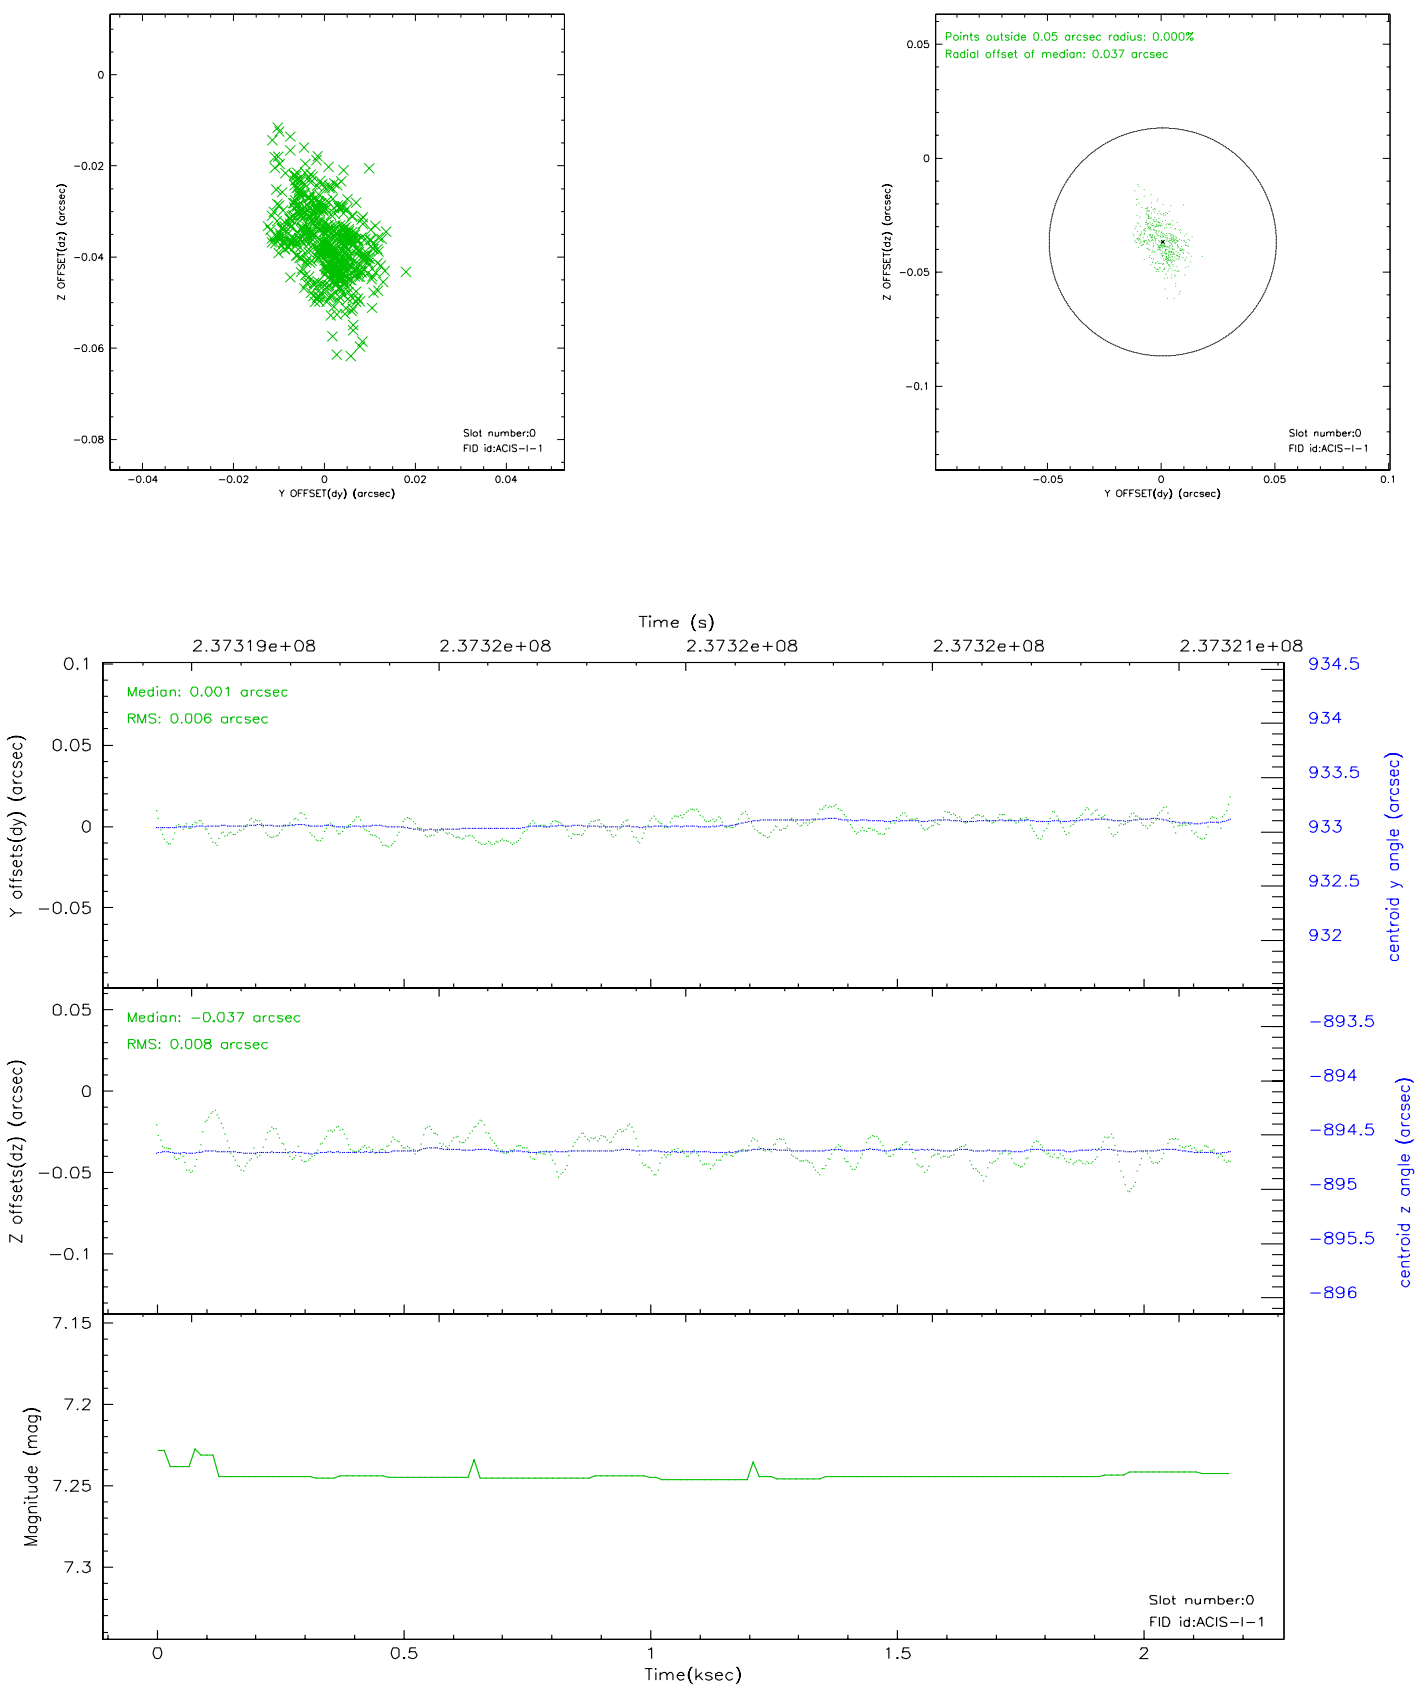 0
−0.02
−0.04
−0.06
−0.08
Z OFFSET(dz) (arcsec)
−0.04
−0.02
0
0.02
0.04
Y OFFSET(dy) (arcsec)
Slot number:0
FID id:ACIS−I−1
Points outside 0.05 arcsec radius: 0.000%
Radial offset of median: 0.037 arcsec
0.05
0
−0.05
−0.1
Z OFFSET(dz) (arcsec)
−0.05
0
0.05
0.1
Y OFFSET(dy) (arcsec)
Slot number:0
FID id:ACIS−I−1
Time (s)
2.37319e+08
2.3732e+08
2.3732e+08
2.3732e+08
2.37321e+08
Median: 0.001 arcsec
RMS: 0.006 arcsec
0.1
0.05
0
−0.05
Y offsets(dy) (arcsec)
934.5
934
933.5
933
932.5
932
centroid y angle (arcsec)
Median: −0.037 arcsec
RMS: 0.008 arcsec
0.05
0
−0.05
−0.1
Z offsets(dz) (arcsec)
−893.5
−894
−894.5
−895
−895.5
−896
centroid z angle (arcsec)
7.15
7.2
7.25
7.3
Magnitude (mag)
Slot number:0
FID id:ACIS−I−1
0
0.5
1
1.5
2
Time(ksec)